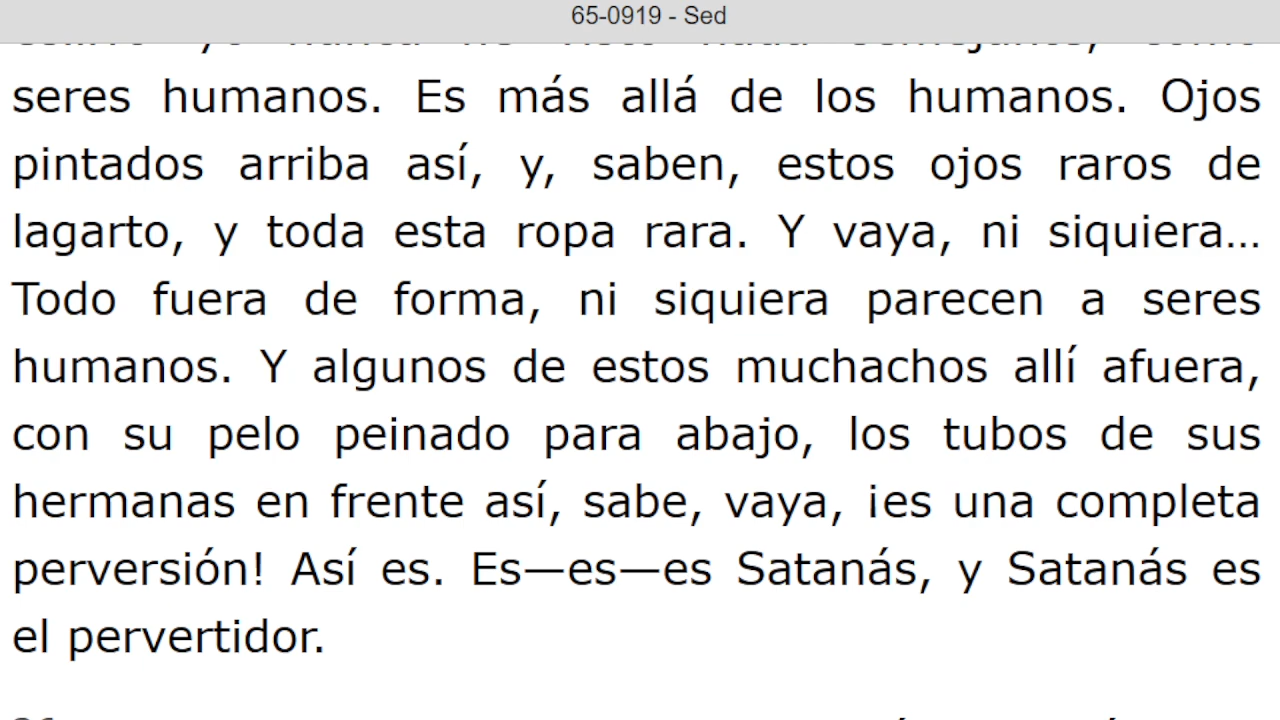 65-0919 - Sed
seres humanos. Es más allá de los humanos. Ojos
pintados arriba así, y, saben, estos ojos raros de
lagarto, y toda esta ropa rara. Y vaya, ni siquiera…
Todo fuera de forma, ni siquiera parecen a seres
humanos. Y algunos de estos muchachos allí afuera,
con su pelo peinado para abajo, los tubos de sus
hermanas en frente así, sabe, vaya, ¡es una completa
perversión! Así es. Es—es—es Satanás, y Satanás es
el pervertidor.